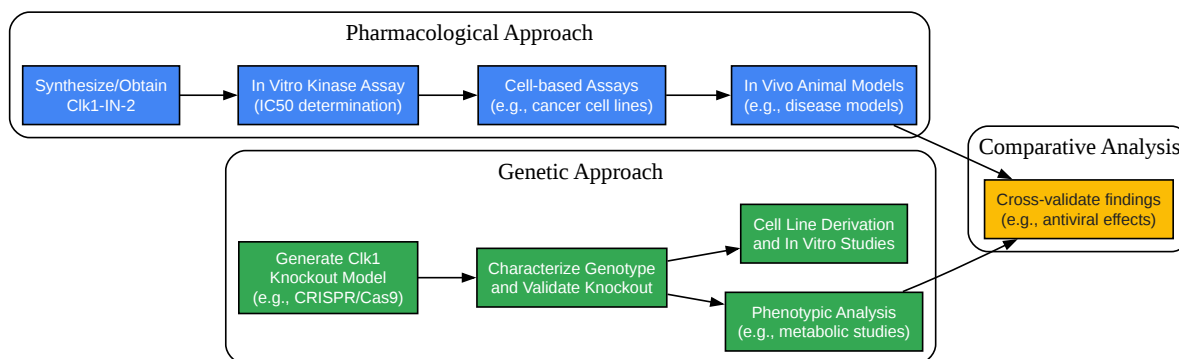 Pharmacological Approach
Synthesize/Obtain
Clk1-IN-2
In Vitro Kinase Assay
(IC50 determination)
Cell-based Assays
(e.g., cancer cell lines)
In Vivo Animal Models
(e.g., disease models)
Genetic Approach
Generate Clk1
Knockout Model
(e.g., CRISPR/Cas9)
Characterize Genotype
and Validate Knockout
Cell Line Derivation
and In Vitro Studies
Phenotypic Analysis
(e.g., metabolic studies)
Comparative Analysis
Cross-validate findings
(e.g., antiviral effects)